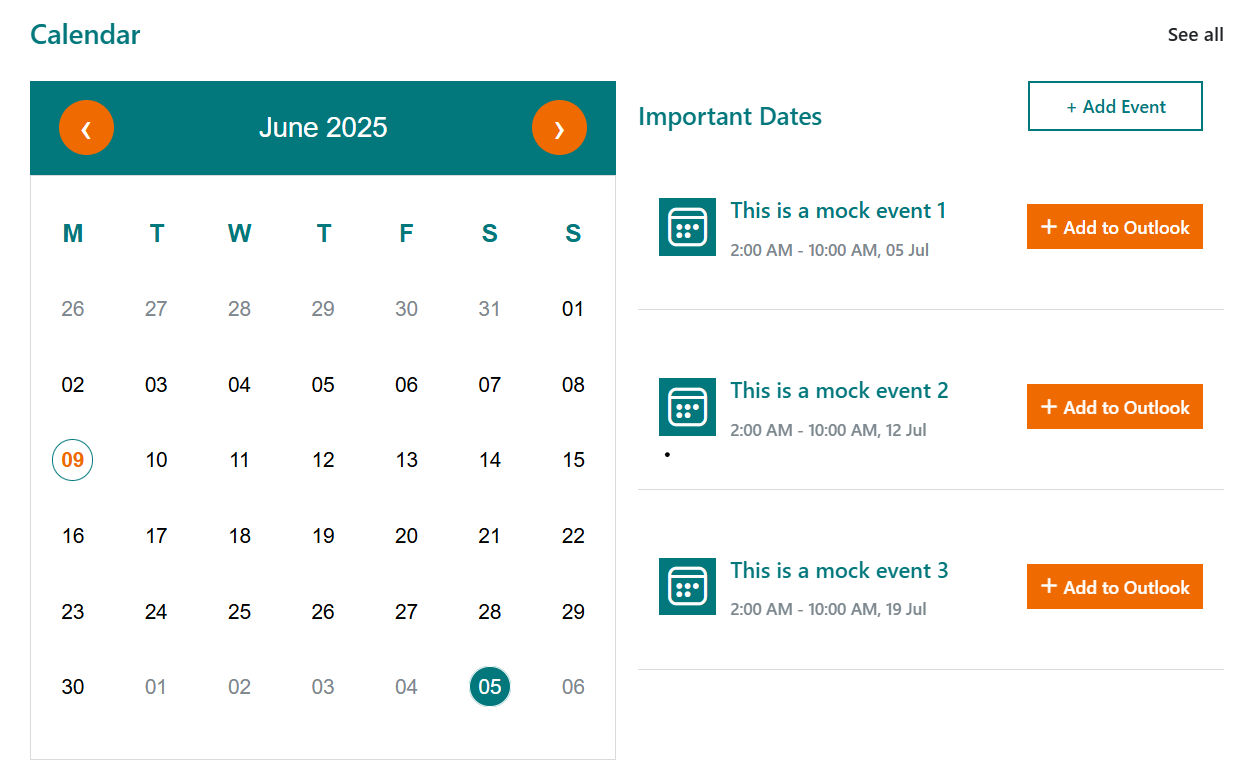 Calendar
See all
‹ June 2025 ›
M T W T F S S
26 27 28 29 30 31 01
02 03 04 05 06 07 08
09 10 11 12 13 14 15
16 17 18 19 20 21 22
23 24 25 26 27 28 29
30 01 02 03 04 05 06
Important Dates
+ Add Event
This is a mock event 1
2:00 AM - 10:00 AM, 05 Jul
+ Add to Outlook
This is a mock event 2
2:00 AM - 10:00 AM, 12 Jul
+ Add to Outlook
•
This is a mock event 3
2:00 AM - 10:00 AM, 19 Jul
+ Add to Outlook